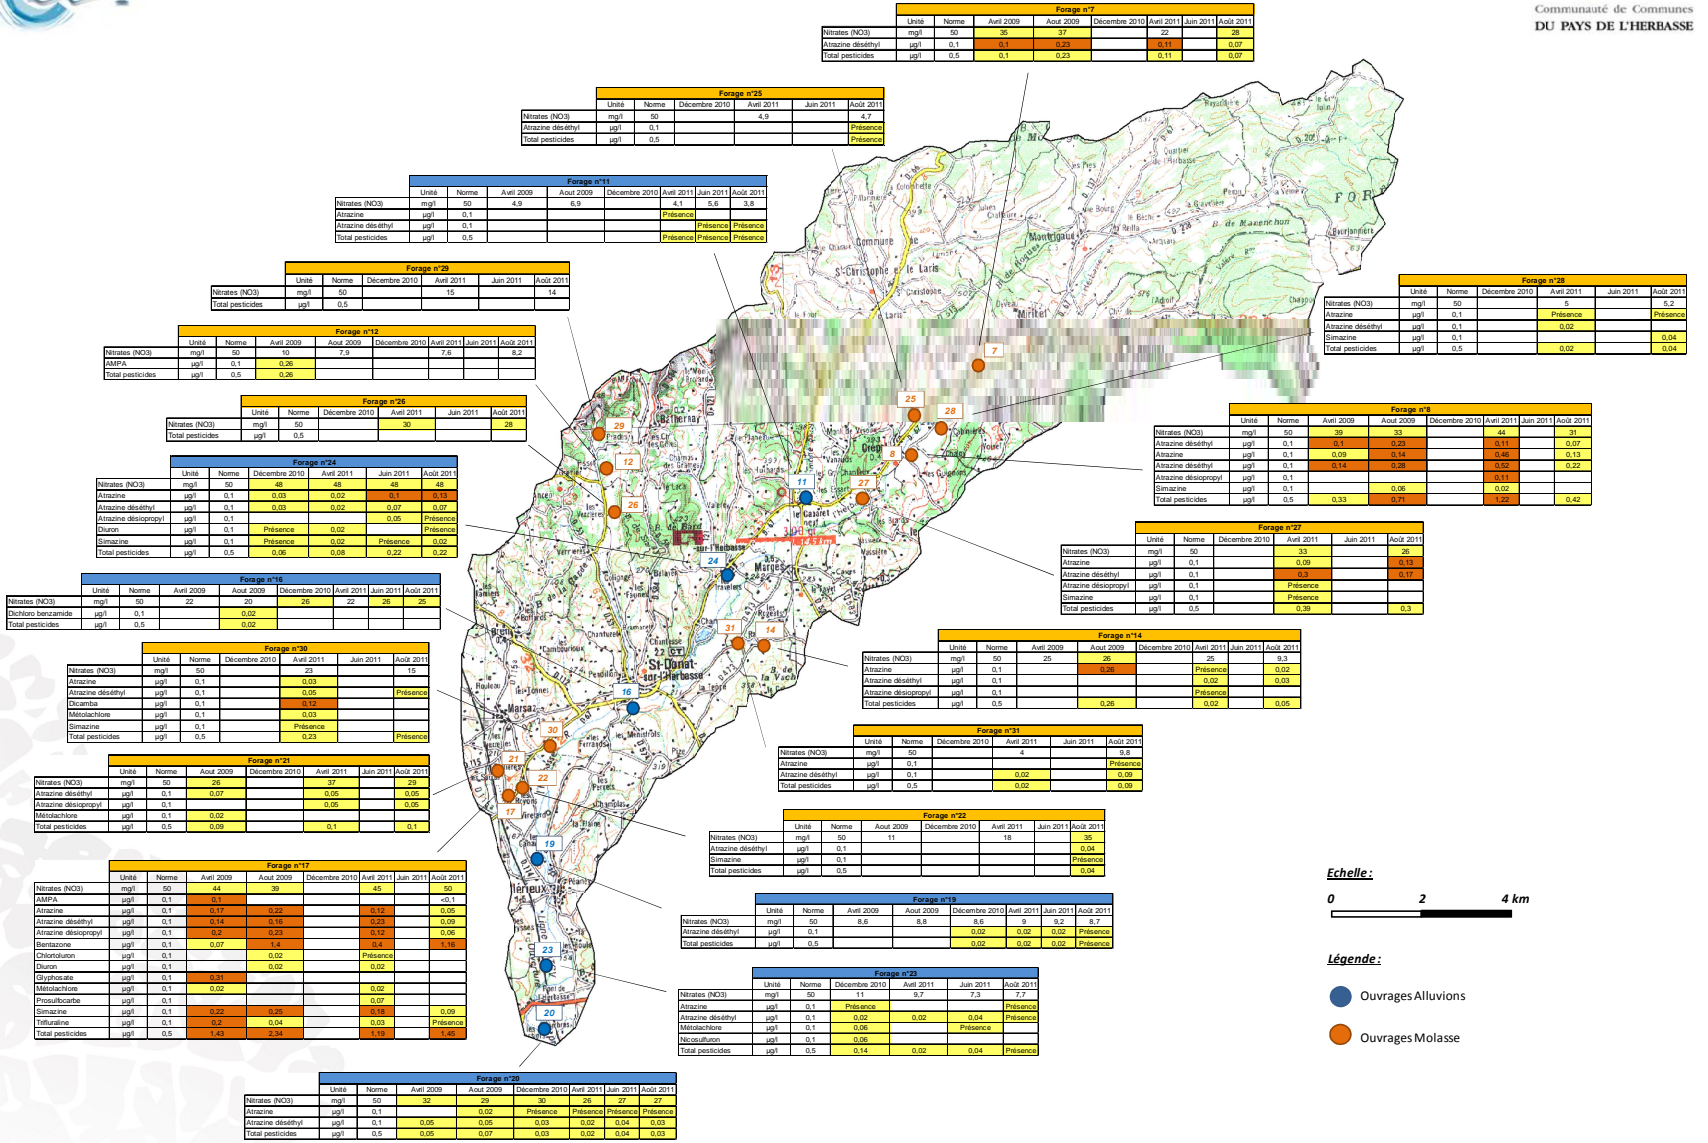 Communauté de Communes
DU PAYS DE L'HERBASSE
Forage n°7
Unité Norme Avril 2009 Aout 2009 Décembre 2010 Avril 2011 Juin 2011 Août 2011
Nitrates (NO3) mg/l 50 35 37 22 28
Atrazine déséthyl µg/l 0,1 0,1 0,23 0,11 0,07
Total pesticides µg/l 0,5 0,1 0,23 0,11 0,07
Forage n°25
Unité Norme Décembre 2010 Avril 2011 Juin 2011 Août 2011
Nitrates (NO3) mg/l 50 4,9 4,7
Atrazine déséthyl µg/l 0,1 Présence
Total pesticides µg/l 0,5 Présence
Forage n°11
Unité Norme Avril 2009 Aout 2009 Décembre 2010 Avril 2011 Juin 2011 Août 2011
Nitrates (NO3) mg/l 50 4,9 6,9 4,1 5,6 3,8
Atrazine µg/l 0,1 Présence
Atrazine déséthyl µg/l 0,1 Présence Présence
Total pesticides µg/l 0,5 Présence Présence Présence
Forage n°29
Unité Norme Décembre 2010 Avril 2011 Juin 2011 Août 2011
Nitrates (NO3) mg/l 50 15 14
Total pesticides µg/l 0,5
Forage n°12
Unité Norme Avril 2009 Aout 2009 Décembre 2010 Avril 2011 Juin 2011 Août 2011
Nitrates (NO3) mg/l 50 10 7,9 7,6 8,2
AMPA µg/l 0,1 0,26
Total pesticides µg/l 0,5 0,26
Forage n°26
Unité Norme Décembre 2010 Avril 2011 Juin 2011 Août 2011
Nitrates (NO3) mg/l 50 30 28
Total pesticides µg/l 0,5
Forage n°24
Unité Norme Décembre 2010 Avril 2011 Juin 2011 Août 2011
Nitrates (NO3) mg/l 50 48 48 48 48
Atrazine µg/l 0,1 0,03 0,02 0,1 0,13
Atrazine déséthyl µg/l 0,1 0,03 0,02 0,07 0,07
Atrazine désiopropyl µg/l 0,1 0,05 Présence
Diuron µg/l 0,1 Présence 0,02 Présence
Simazine µg/l 0,1 Présence 0,02 Présence 0,02
Total pesticides µg/l 0,5 0,06 0,08 0,22 0,22
Forage n°16
Unité Norme Avril 2009 Aout 2009 Décembre 2010 Avril 2011 Juin 2011 Août 2011
Nitrates (NO3) mg/l 50 22 20 26 22 26 25
Dichloro benzamide µg/l 0,1 0,02
Total pesticides µg/l 0,5 0,02
Forage n°30
Unité Norme Décembre 2010 Avril 2011 Juin 2011 Août 2011
Nitrates (NO3) mg/l 50 23 15
Atrazine µg/l 0,1 0,03
Atrazine déséthyl µg/l 0,1 0,05 Présence
Dicamba µg/l 0,1 0,12
Métolachlore µg/l 0,1 0,03
Simazine µg/l 0,1 Présence
Total pesticides µg/l 0,5 0,23 Présence
Forage n°21
Unité Norme Aout 2009 Décembre 2010 Avril 2011 Juin 2011 Août 2011
Nitrates (NO3) mg/l 50 26 37 29
Atrazine déséthyl µg/l 0,1 0,07 0,05 0,05
Atrazine désiopropyl µg/l 0,1 0,05 0,05
Métolachlore µg/l 0,1 0,02
Total pesticides µg/l 0,5 0,09 0,1 0,1
Forage n°17
Unité Norme Avril 2009 Aout 2009 Décembre 2010 Avril 2011 Juin 2011 Août 2011
Nitrates (NO3) mg/l 50 44 39 45 50
AMPA µg/l 0,1 0,1 <0,1
Atrazine µg/l 0,1 0,17 0,22 0,12 0,05
Atrazine déséthyl µg/l 0,1 0,14 0,16 0,23 0,09
Atrazine désiopropyl µg/l 0,1 0,2 0,23 0,12 0,06
Bentazone µg/l 0,1 0,07 1,4 0,4 1,16
Chlortoluron µg/l 0,1 0,02 Présence
Diuron µg/l 0,1 0,02 0,02
Glyphosate µg/l 0,1 0,31
Métolachlore µg/l 0,1 0,02 0,02
Prosulfocarbe µg/l 0,1 0,07
Simazine µg/l 0,1 0,22 0,25 0,18 0,09
Trifluraline µg/l 0,1 0,2 0,04 0,03 Présence
Total pesticides µg/l 0,5 1,43 2,34 1,19 1,45
Forage n°20
Unité Norme Avril 2009 Aout 2009 Décembre 2010 Avril 2011 Juin 2011 Août 2011
Nitrates (NO3) mg/l 50 32 29 30 26 27 27
Atrazine µg/l 0,1 0,02 Présence Présence Présence Présence
Atrazine déséthyl µg/l 0,1 0,05 0,05 0,03 0,02 0,04 0,03
Total pesticides µg/l 0,5 0,05 0,07 0,03 0,02 0,04 0,03
Forage n°28
Unité Norme Décembre 2010 Avril 2011 Juin 2011 Août 2011
Nitrates (NO3) mg/l 50 5 5,2
Atrazine µg/l 0,1 Présence Présence
Atrazine déséthyl µg/l 0,1 0,02
Simazine µg/l 0,1 0,04
Total pesticides µg/l 0,5 0,02 0,04
Forage n°8
Unité Norme Avril 2009 Aout 2009 Décembre 2010 Avril 2011 Juin 2011 Août 2011
Nitrates (NO3) mg/l 50 39 33 44 31
Atrazine déséthyl µg/l 0,1 0,1 0,23 0,11 0,07
Atrazine µg/l 0,1 0,09 0,14 0,46 0,13
Atrazine déséthyl µg/l 0,1 0,14 0,28 0,52 0,22
Atrazine désiopropyl µg/l 0,1 0,11
Simazine µg/l 0,1 0,06 0,02
Total pesticides µg/l 0,5 0,33 0,71 1,22 0,42
Forage n°27
Unité Norme Décembre 2010 Avril 2011 Juin 2011 Août 2011
Nitrates (NO3) mg/l 50 33 26
Atrazine µg/l 0,1 0,09 0,13
Atrazine déséthyl µg/l 0,1 0,3 0,17
Atrazine désiopropyl µg/l 0,1 Présence
Simazine µg/l 0,1 Présence
Total pesticides µg/l 0,5 0,39 0,3
Forage n°14
Unité Norme Avril 2009 Aout 2009 Décembre 2010 Avril 2011 Juin 2011 Août 2011
Nitrates (NO3) mg/l 50 25 26 25 9,3
Atrazine µg/l 0,1 0,26 Présence 0,02
Atrazine déséthyl µg/l 0,1 0,02 0,03
Atrazine désiopropyl µg/l 0,1 Présence
Total pesticides µg/l 0,5 0,26 0,02 0,05
Forage n°31
Unité Norme Décembre 2010 Avril 2011 Juin 2011 Août 2011
Nitrates (NO3) mg/l 50 4 9,8
Atrazine µg/l 0,1 Présence
Atrazine déséthyl µg/l 0,1 0,02 0,09
Total pesticides µg/l 0,5 0,02 0,09
Forage n°22
Unité Norme Aout 2009 Décembre 2010 Avril 2011 Juin 2011 Août 2011
Nitrates (NO3) mg/l 50 11 18 35
Atrazine déséthyl µg/l 0,1 0,04
Simazine µg/l 0,1 Présence
Total pesticides µg/l 0,5 0,04
Forage n°19
Unité Norme Avril 2009 Aout 2009 Décembre 2010 Avril 2011 Juin 2011 Août 2011
Nitrates (NO3) mg/l 50 8,6 8,8 8,6 9 9,2 8,7
Atrazine déséthyl µg/l 0,1 0,02 0,02 0,02 Présence
Total pesticides µg/l 0,5 0,02 0,02 0,02 Présence
Forage n°23
Unité Norme Décembre 2010 Avril 2011 Juin 2011 Août 2011
Nitrates (NO3) mg/l 50 11 9,7 7,3 7,7
Atrazine µg/l 0,1 Présence Présence
Atrazine déséthyl µg/l 0,1 0,02 0,02 0,04 Présence
Métolachlore µg/l 0,1 0,06 Présence
Nicosulfuron µg/l 0,1 0,06
Total pesticides µg/l 0,5 0,14 0,02 0,04 Présence
7
25
28
29
8
12
11
27
26
24
31
14
16
30
21
22
17
19
23
20
Montrigaud
Miribel
Marges
St-Donat
sur-l'Herbasse
Marsaz
Echelle :
0 2 4 km
Légende :
Ouvrages Alluvions
Ouvrages Molasse